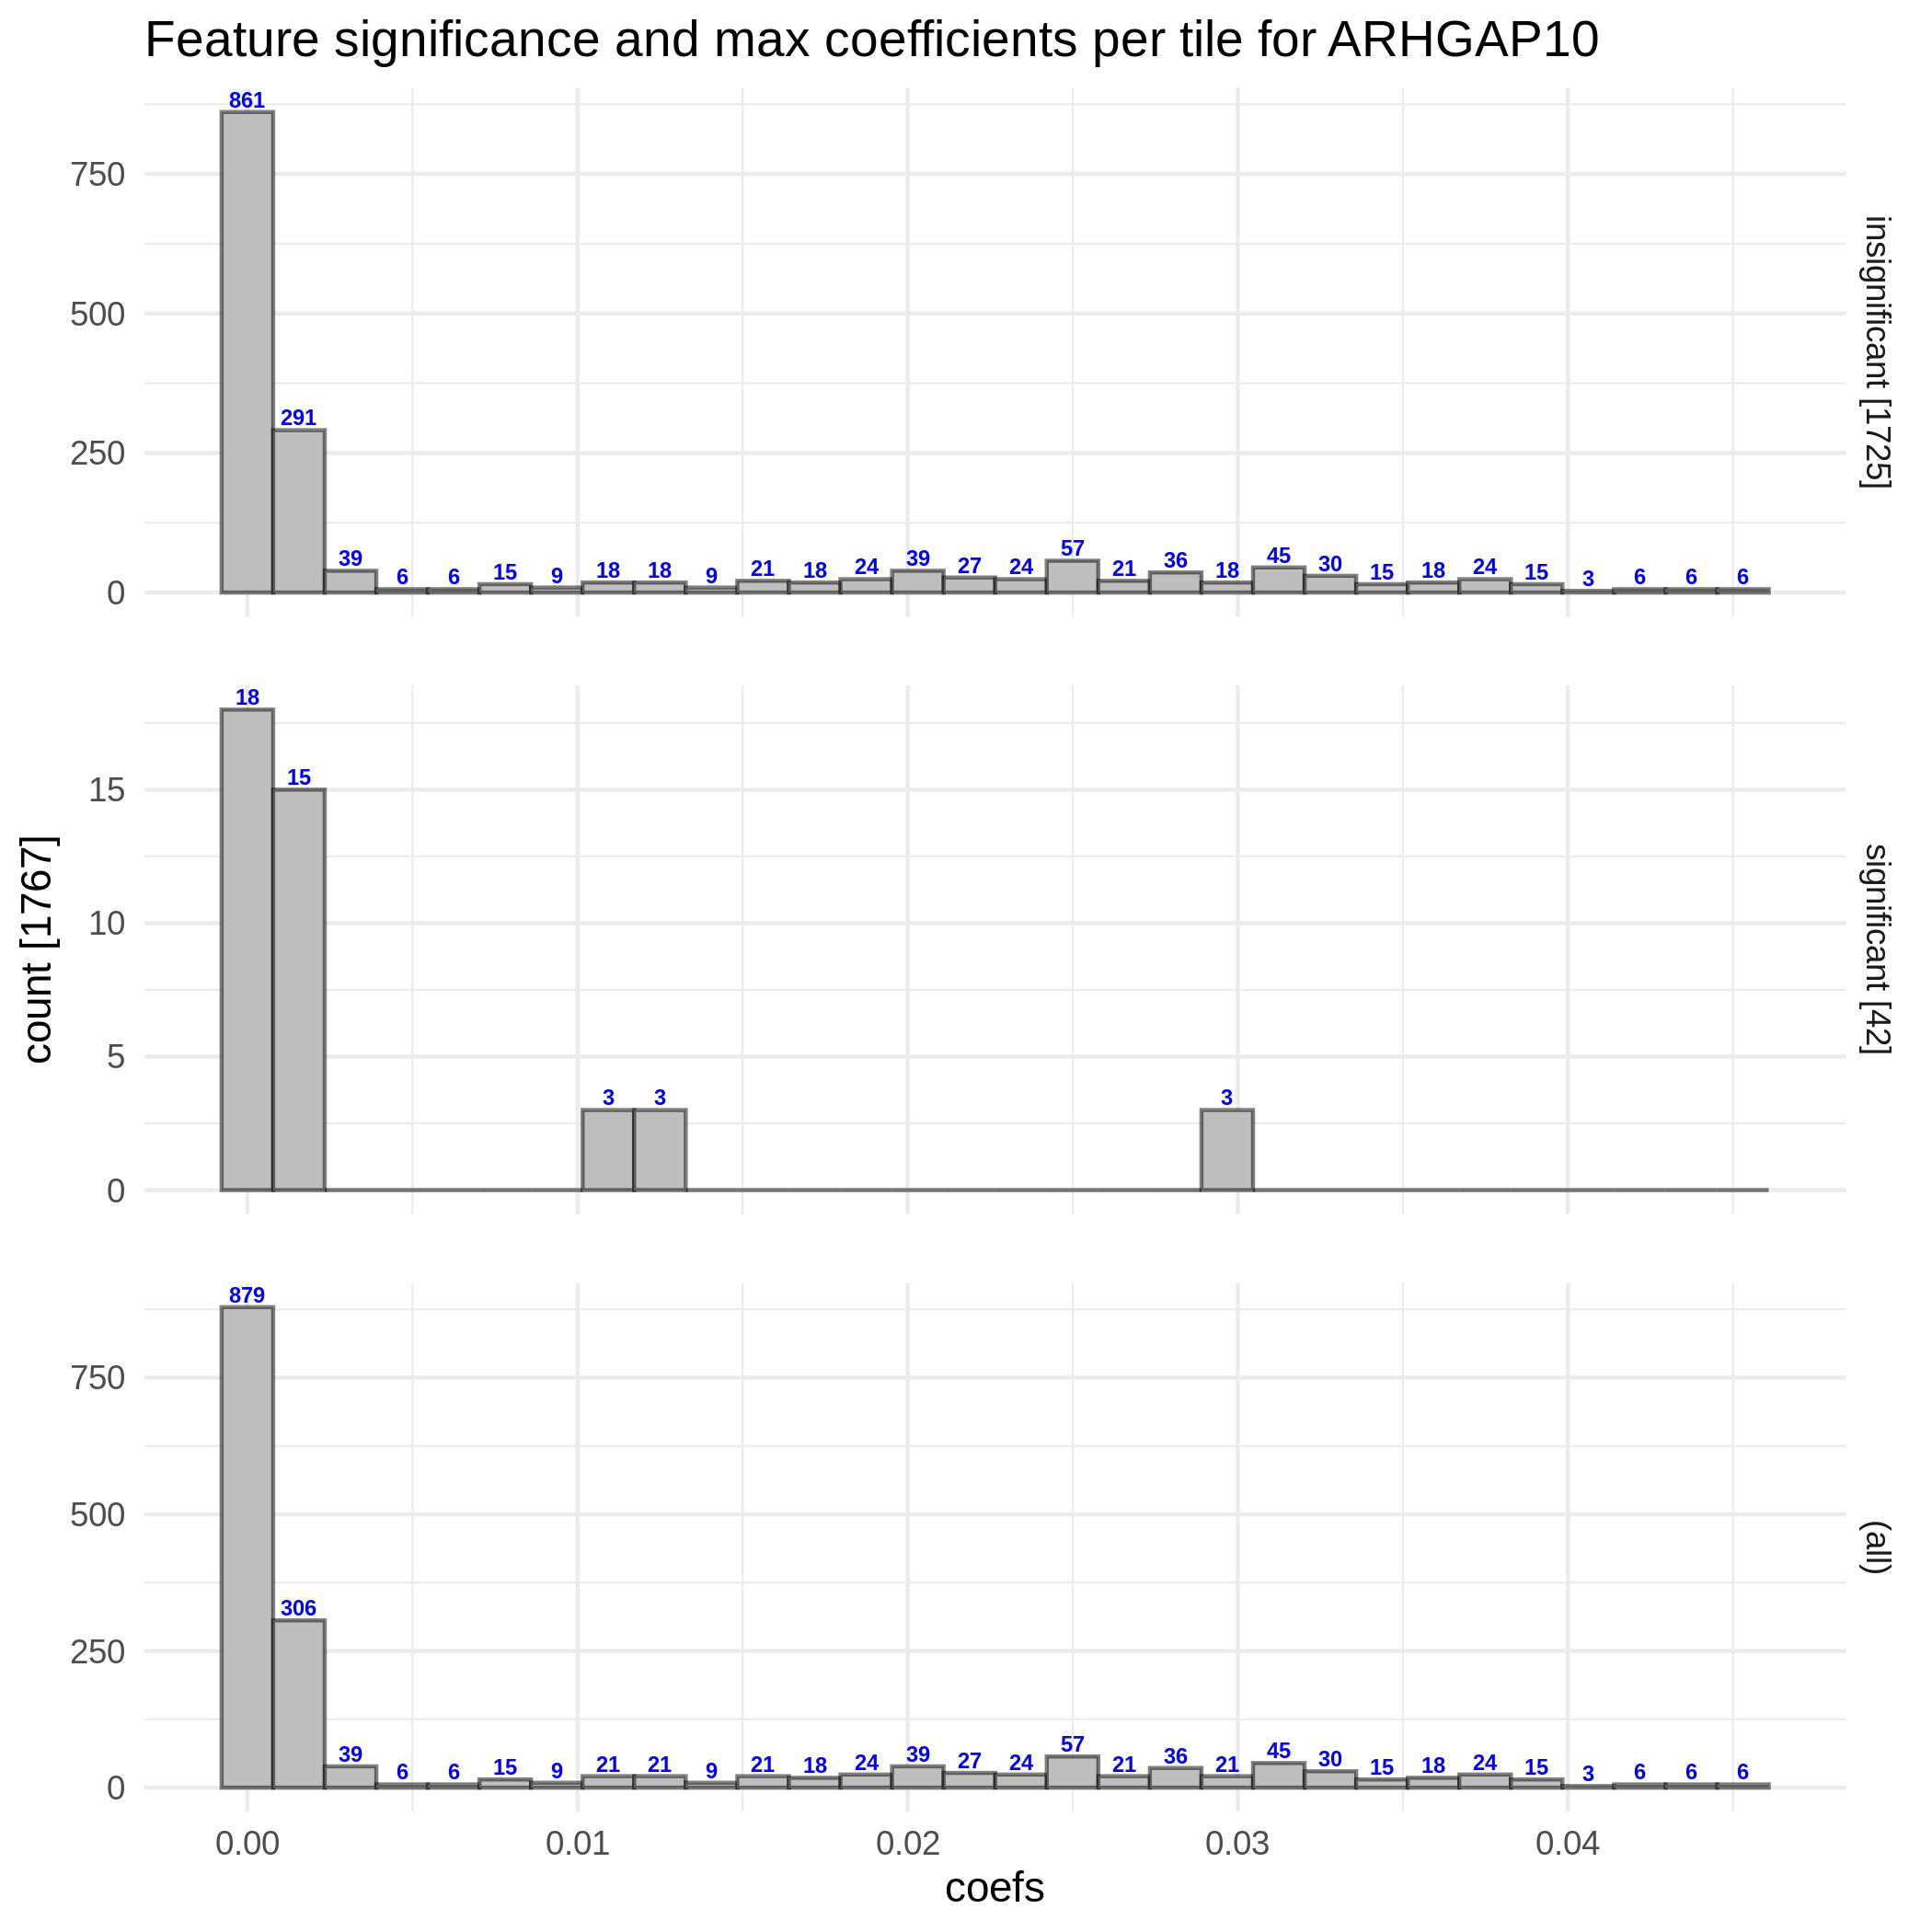 Feature significance and max coefficients per tile for ARHGAP10
861
750
500
250
0
291
39 6 6 15 9 18 18 9 21 18 24 39 27 24 57 21 36 18 45 30 15 18 24 15 3 6 6 6
insignificant [1725]
18
15
10
5
0
15
3 3 3
significant [42]
count [1767]
879
750
500
250
0
306
39 6 6 15 9 21 21 9 21 18 24 39 27 24 57 21 36 21 45 30 15 18 24 15 3 6 6 6
(all)
0.00 0.01 0.02 0.03 0.04
coefs